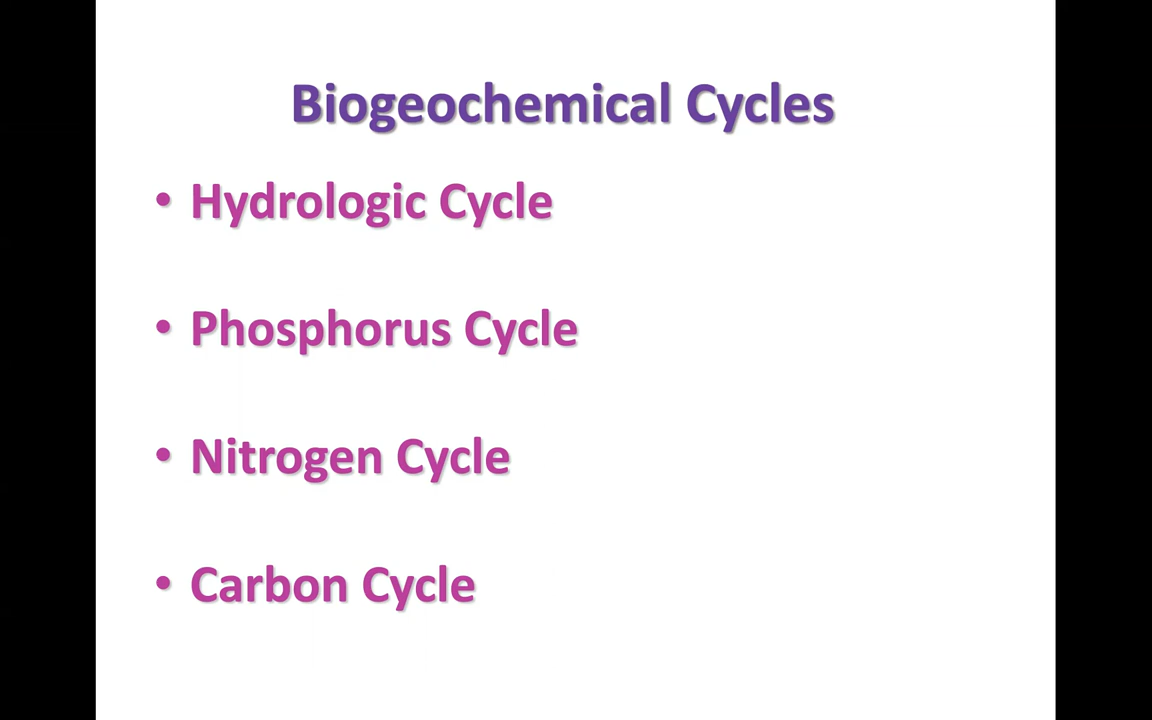 Biogeochemical Cycles
• Hydrologic Cycle
• Phosphorus Cycle
• Nitrogen Cycle
• Carbon Cycle